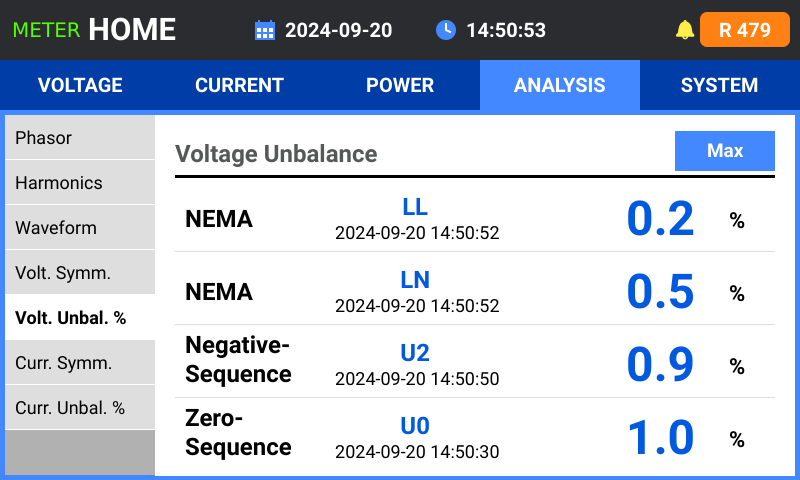 METER HOME 2024-09-20 14:50:53 R 479
VOLTAGE CURRENT POWER ANALYSIS SYSTEM
Phasor
Harmonics
Waveform
Volt. Symm.
Volt. Unbal. %
Curr. Symm.
Curr. Unbal. %
Voltage Unbalance Max
NEMA LL 2024-09-20 14:50:52 0.2 %
NEMA LN 2024-09-20 14:50:52 0.5 %
Negative-
Sequence U2 2024-09-20 14:50:50 0.9 %
Zero-
Sequence U0 2024-09-20 14:50:30 1.0 %